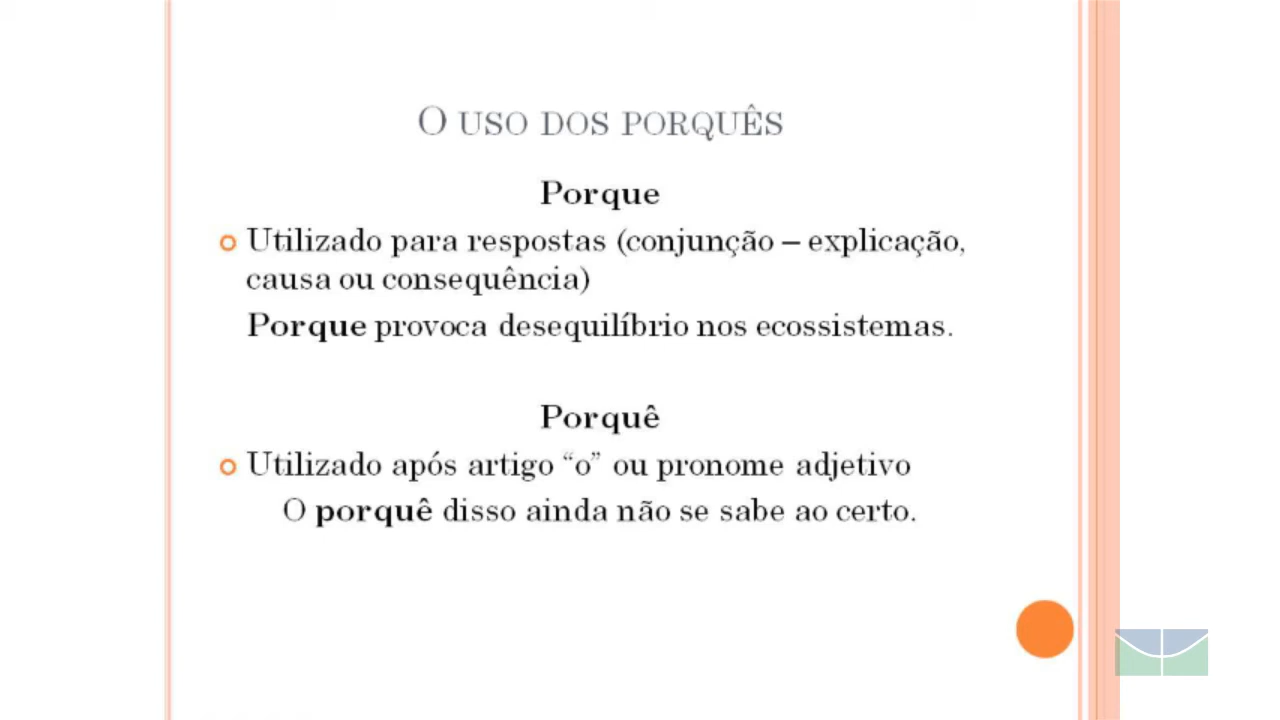 O USO DOS PORQUÊS
Porque
Utilizado para respostas (conjunção – explicação,
causa ou consequência)
Porque provoca desequilíbrio nos ecossistemas.
Porquê
Utilizado após artigo “o” ou pronome adjetivo
O porquê disso ainda não se sabe ao certo.